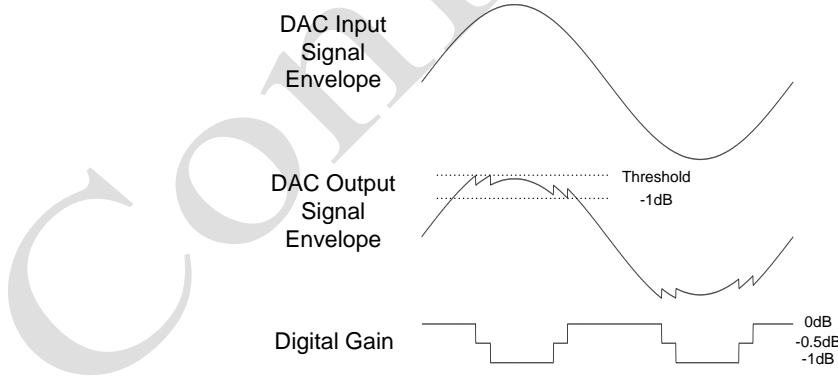 DAC Input
Signal
Envelope
DAC Output
Signal
Envelope
Threshold
-1dB
Digital Gain
0dB
-0.5dB
-1dB